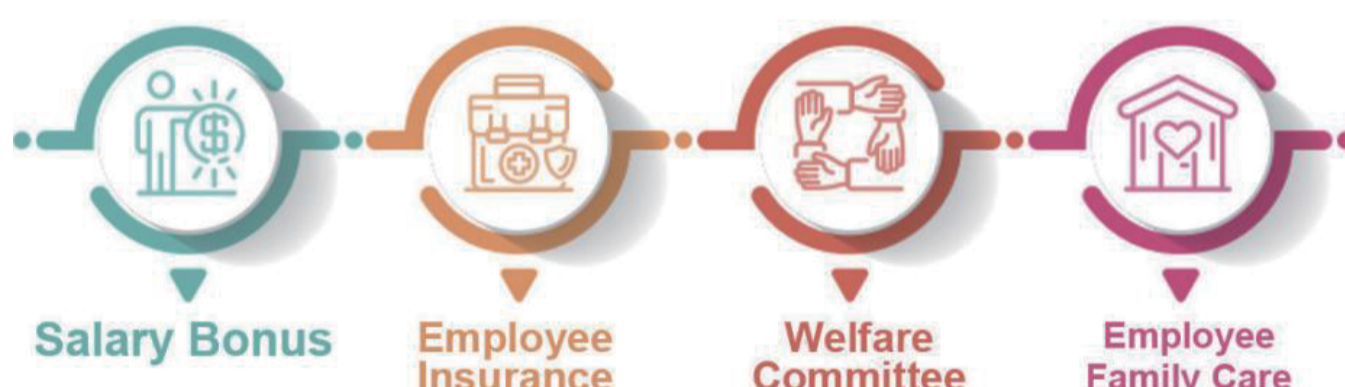 Salary Bonus
Employee
Insurance
Welfare
Committee
Employee
Family Care